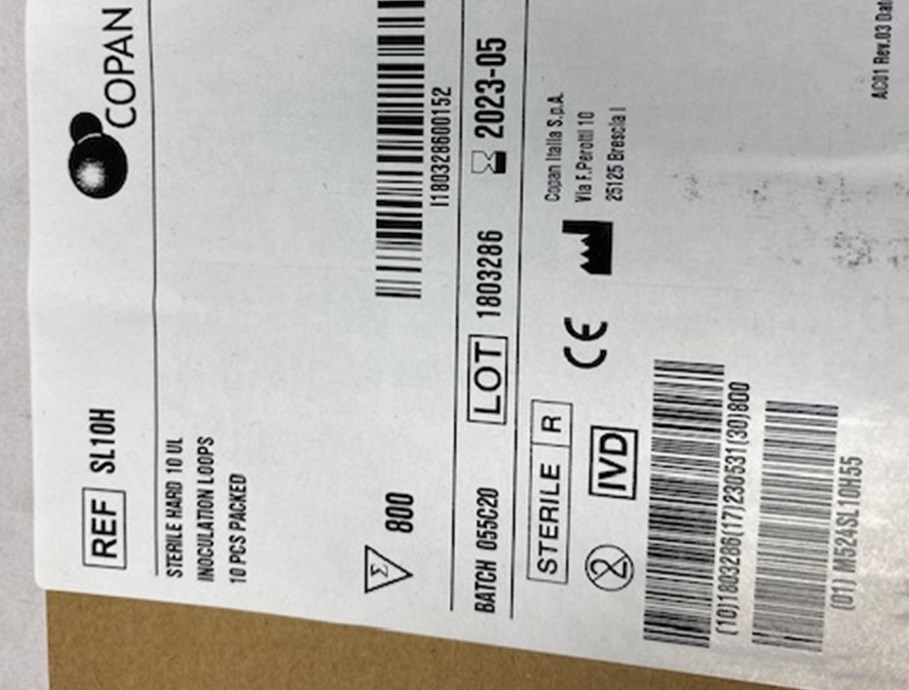 COPAN
REF SL10H
STERILE HARD 10 UL
INOCULATION LOOPS
10 PCS PACKED
Σ 800
I180328600152
BATCH 055C20 LOT 1803286 2023-05
STERILE R
IVD
2
CE
Copan Italia S.p.A.
Via F.Perotti 10
25125 Brescia I
(10)1803286(17)230531(30)800
(01) M524SL10H55
AC01 Rev.03 Dat